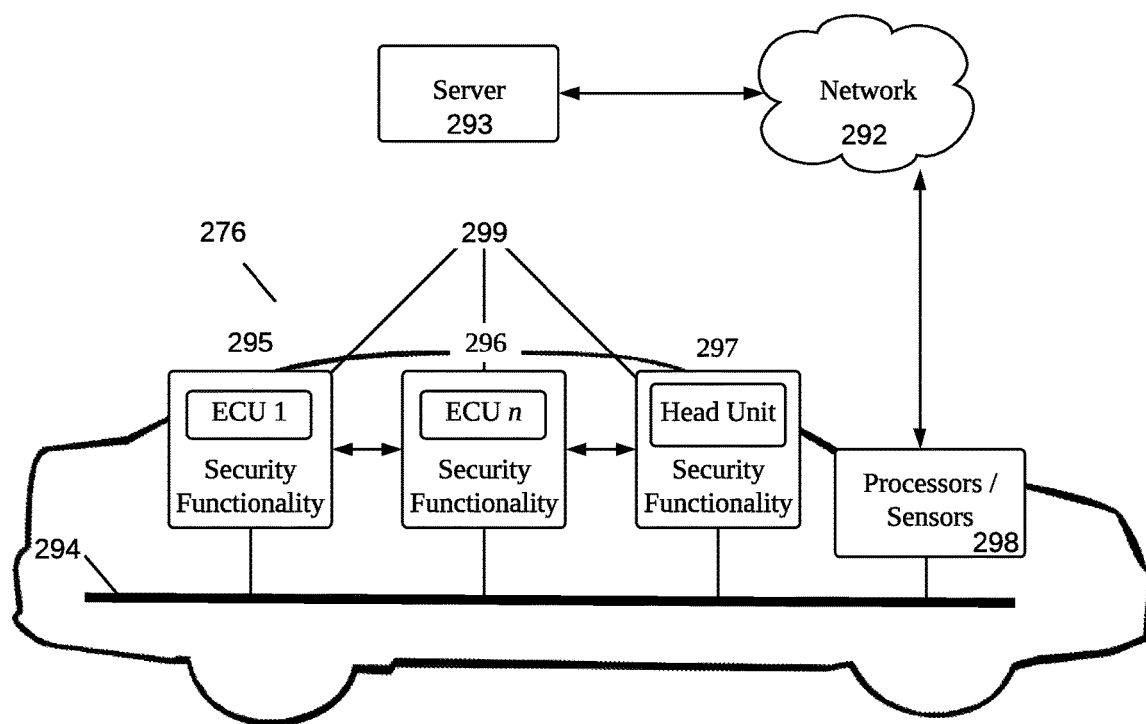 Server
293
Network
292
276
299
295
296
297
ECU 1
Security
Functionality
ECU n
Security
Functionality
Head Unit
Security
Functionality
Processors /
Sensors
298
294